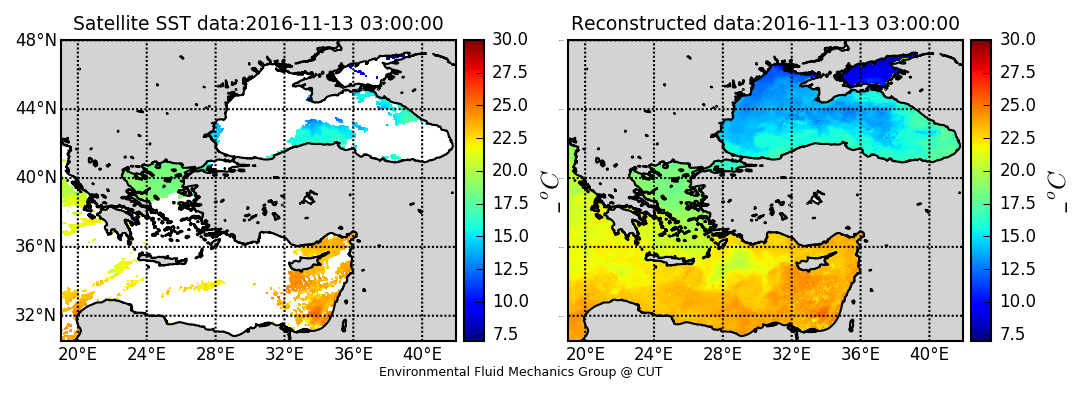 Satellite SST data:2016-11-13 03:00:00
Reconstructed data:2016-11-13 03:00:00
48°N
44°N
40°N
36°N
32°N
20°E 24°E 28°E 32°E 36°E 40°E
30.0
27.5
25.0
22.5
20.0
17.5
15.0
12.5
10.0
7.5
_°C
20°E 24°E 28°E 32°E 36°E 40°E
30.0
27.5
25.0
22.5
20.0
17.5
15.0
12.5
10.0
7.5
_°C
Environmental Fluid Mechanics Group @ CUT